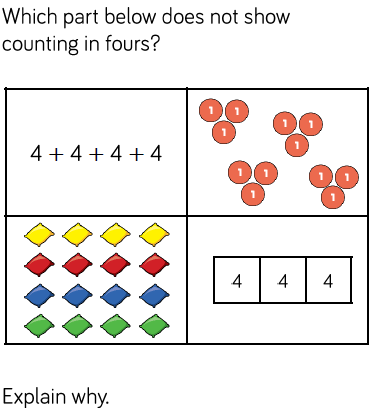 Which part below does not show
counting in fours?
4 + 4 + 4 + 4
1 1 1 1
1 1
1 1 1 1
1 1
4 4 4
Explain why.